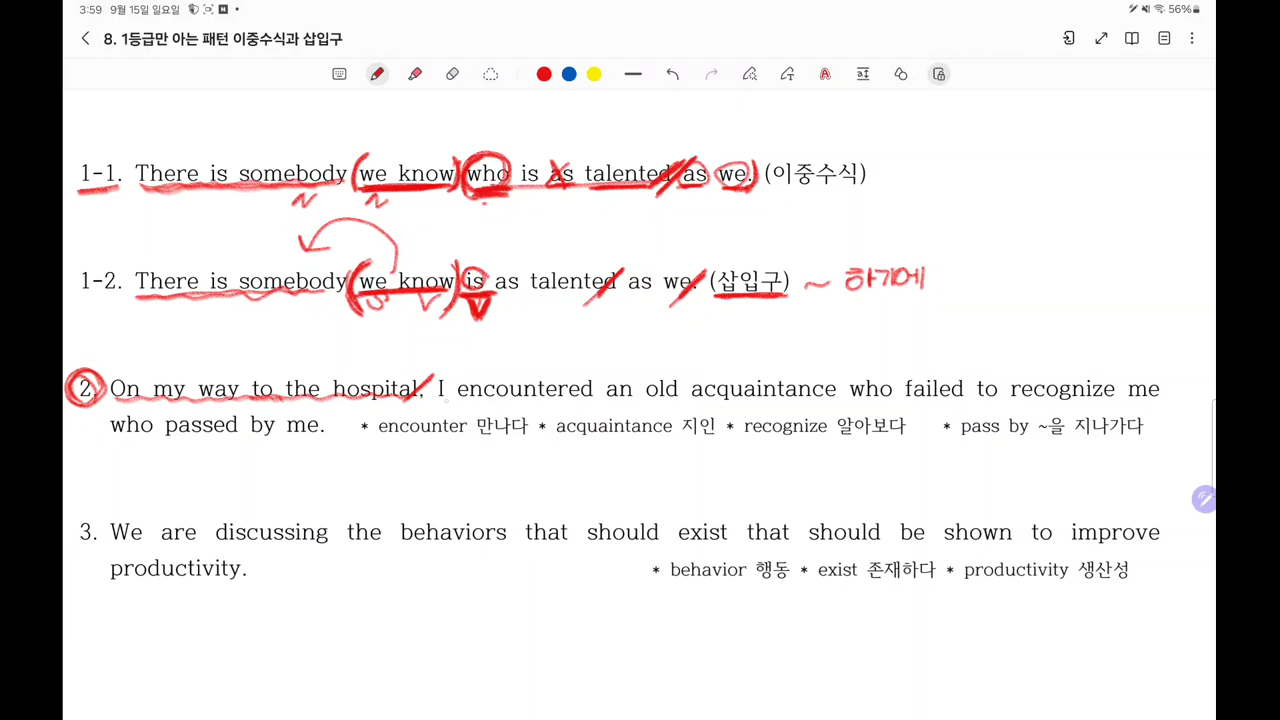 3:59 9월 15일 일요일
56%
8. 1등급만 아는 패턴 이중수식과 삽입구
1-1. There is somebody we know who is as talented as we. (이중수식)
1-2. There is somebody we know is as talented as we. (삽입구) ~ 하기에
S V V
2. On my way to the hospital, I encountered an old acquaintance who failed to recognize me
who passed by me. * encounter 만나다 * acquaintance 지인 * recognize 알아보다 * pass by ~을 지나가다
3. We are discussing the behaviors that should exist that should be shown to improve
productivity. * behavior 행동 * exist 존재하다 * productivity 생산성